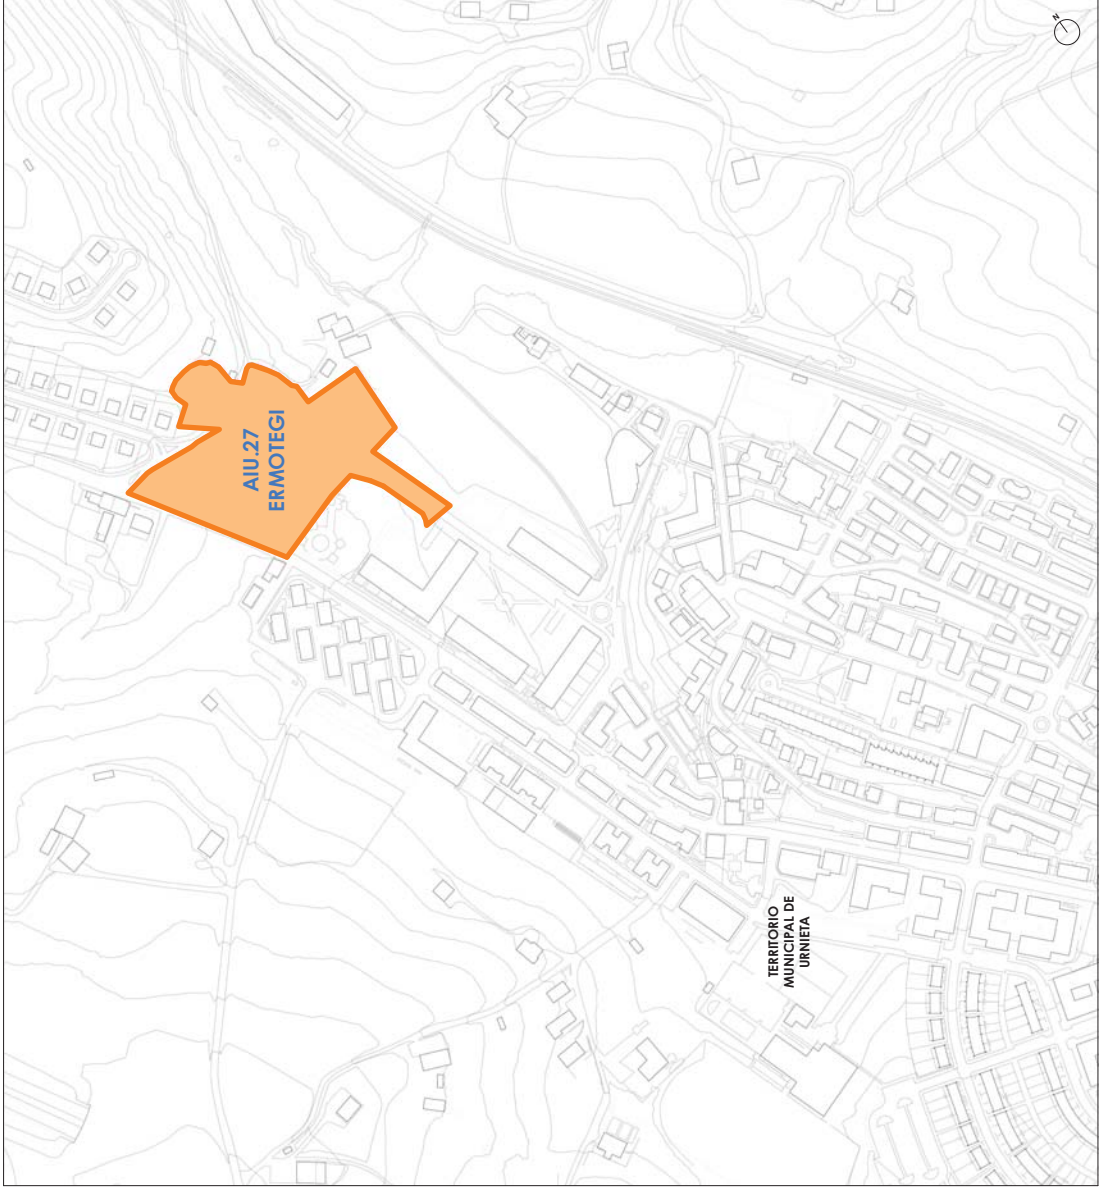 N
AIU.27
ERMOTEGI
TERRITORIO
MUNICIPAL DE
URNIETA